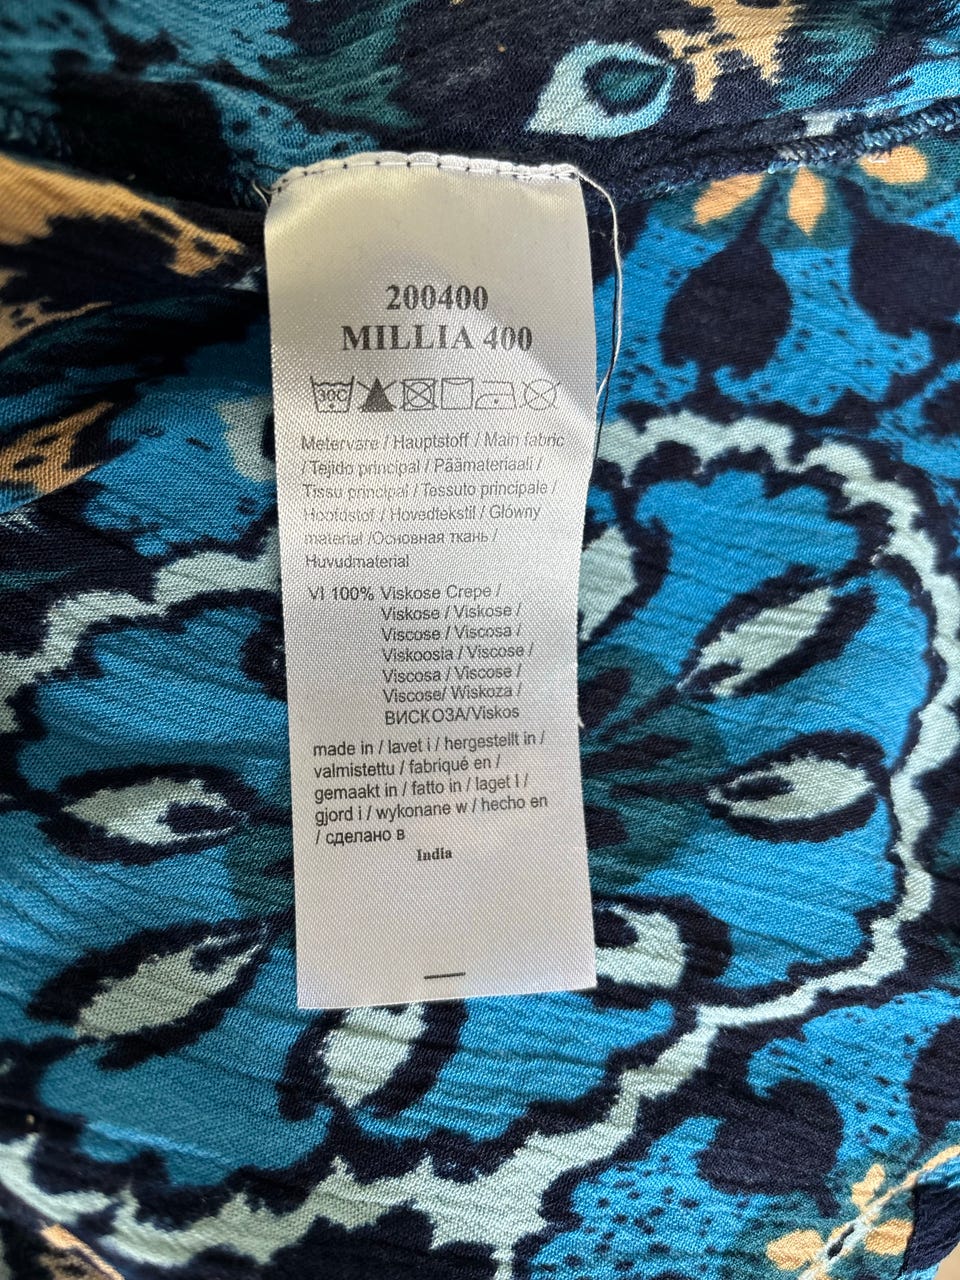 200400
MILLIA 400
30C
Metervare / Hauptstoff / Main fabric
/ Tejido principal / Päämateriaali /
Tissu principal / Tessuto principale /
Hoofdstof / Hovedtekstil / Główny
materiał /Основная ткань /
Huvudmaterial
VI 100% Viskose Crepe /
Viskose / Viskose /
Viscose / Viscosa /
Viskoosia / Viscose /
Viscosa / Viscose /
Viscose/ Wiskoza /
ВИСКОЗА/Viskos
made in / lavet i / hergestellt in /
valmistettu / fabriqué en /
gemaakt in / fatto in / laget I /
gjord i / wykonane w / hecho en
/ сделано в
India